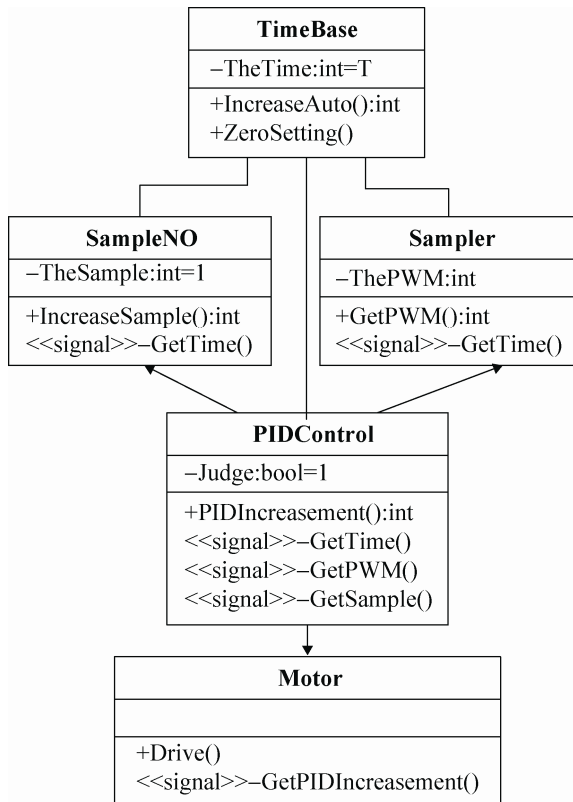 TimeBase
–TheTime:int=T
+IncreaseAuto():int
+ZeroSetting()
SampleNO
–TheSample:int=1
+IncreaseSample():int
<<signal>>–GetTime()
Sampler
–ThePWM:int
+GetPWM():int
<<signal>>–GetTime()
PIDControl
–Judge:bool=1
+PIDIncreasement():int
<<signal>>–GetTime()
<<signal>>–GetPWM()
<<signal>>–GetSample()
Motor
+Drive()
<<signal>>–GetPIDIncreasement()